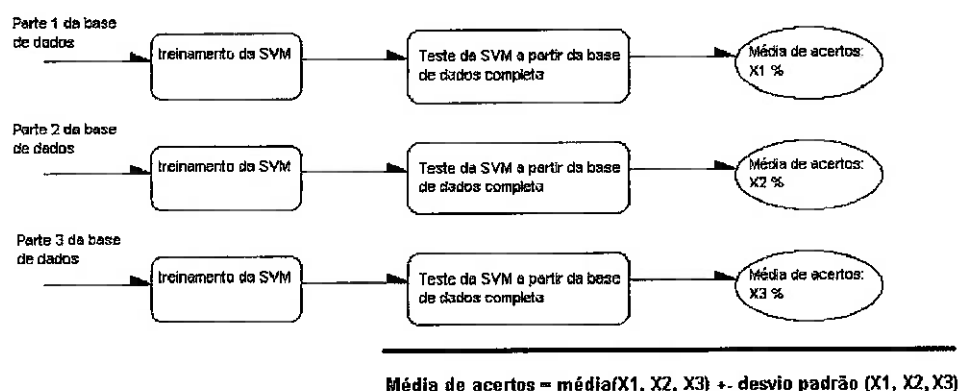 Parte 1 da base
de dados
treinamento da SVM
Teste da SVM a partir da base
de dados completa
Média de acertos:
X1 %
Parte 2 da base
de dados
treinamento da SVM
Teste da SVM a partir da base
de dados completa
Média de acertos:
X2 %
Parte 3 da base
de dados
treinamento da SVM
Teste da SVM a partir da base
de dados completa
Média de acertos:
X3 %
Média de acertos = média(X1, X2, X3) +- desvio padrão (X1, X2, X3)